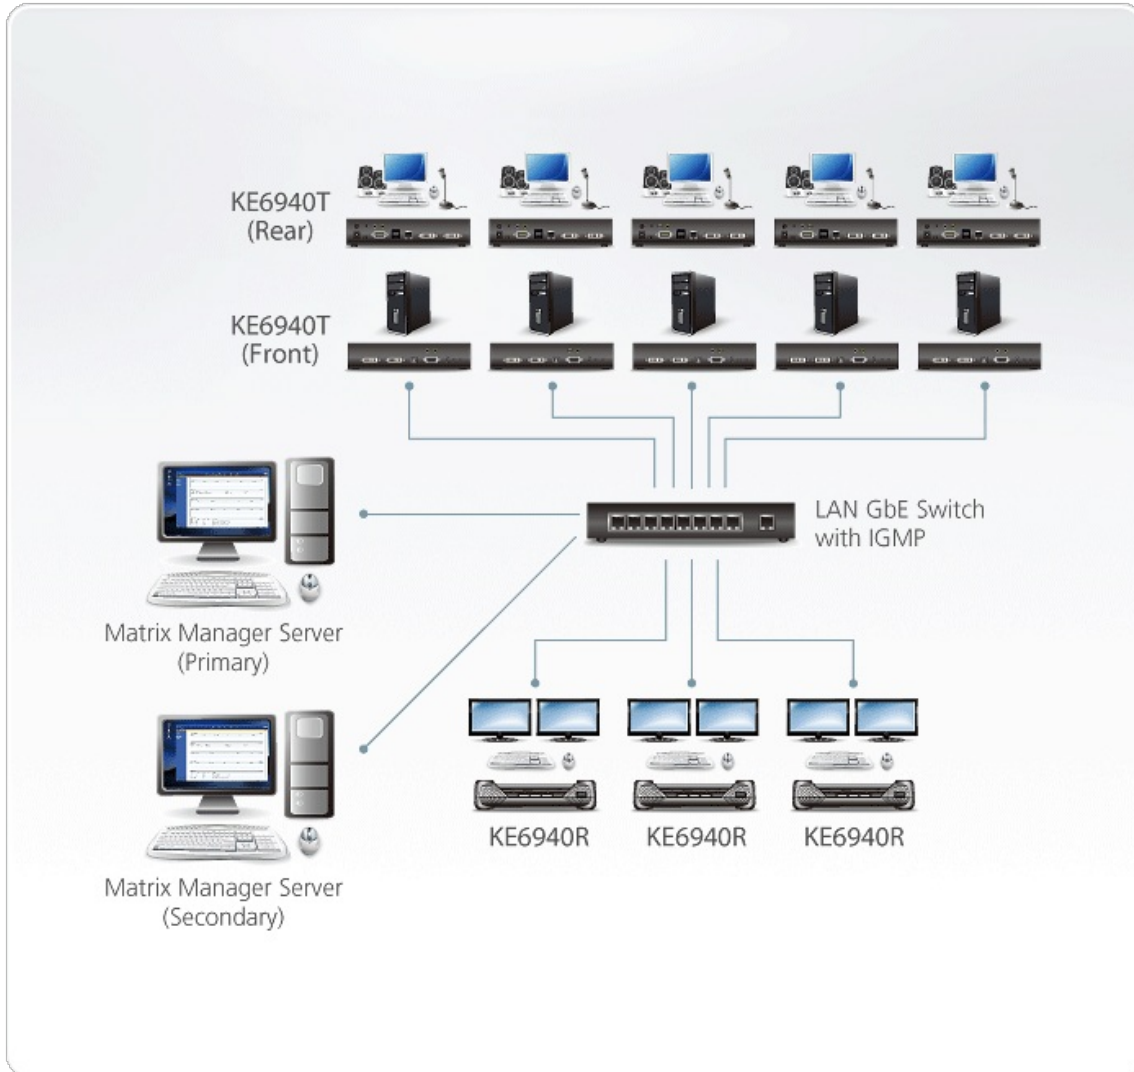 KE6940T
(Rear)
KE6940T
(Front)
LAN GbE Switch
with IGMP
Matrix Manager Server
(Primary)
KE6940R
KE6940R
KE6940R
Matrix Manager Server
(Secondary)